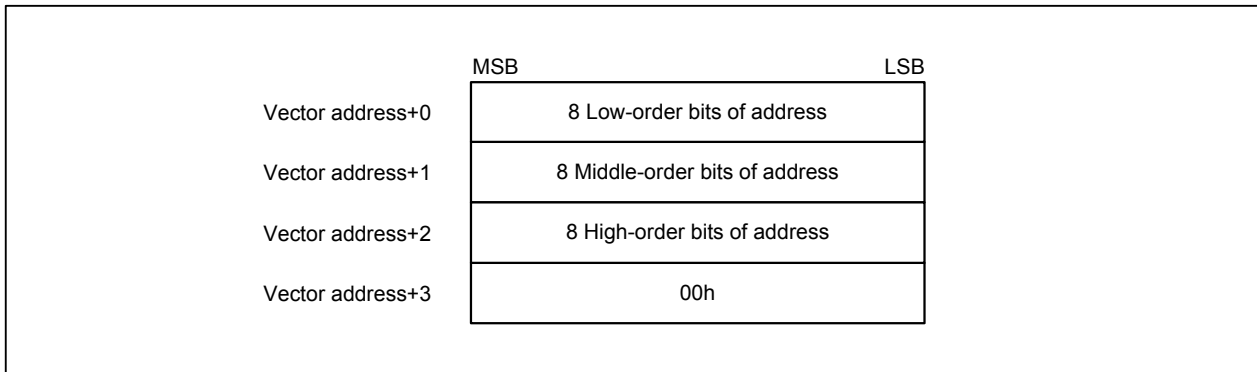 MSB LSB
Vector address+0 8 Low-order bits of address
Vector address+1 8 Middle-order bits of address
Vector address+2 8 High-order bits of address
Vector address+3 00h